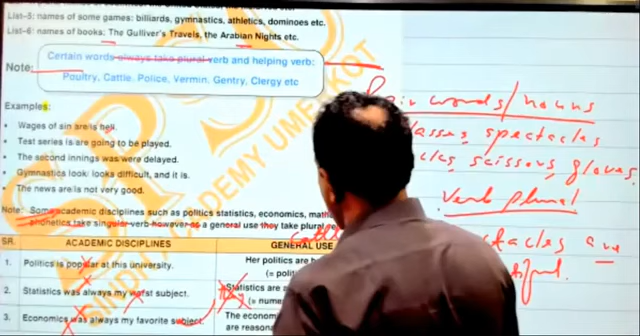 List-5: names of some games: billiards, gymnastics, athletics, dominoes etc.
List-6: names of books: The Gulliver's Travels, the Arabian Nights etc.
Note:
Certain words always take plural verb and helping verb:
Poultry, Cattle, Police, Vermin, Gentry, Clergy etc
Examples:
• Wages of sin are/is hell.
• Test series is are going to be played.
• The second innings was were delayed.
• Gymnastics look/ looks difficult, and it is.
• The news are/is not very good.
Note: Some academic disciplines such as politics statistics, economics,
phonetics take singular verb however as a general use they take plural
SR. ACADEMIC DISCIPLINES GENERAL USE
1. Politics is popular at this university. Her politics are
2. Statistics was always my worst subject. Statistics are
3. Economics was always my favorite subject. The economi
are reason
words/nouns
spectacles
scissors gloves
Verb plural
are
ACADEMY UMERKOT